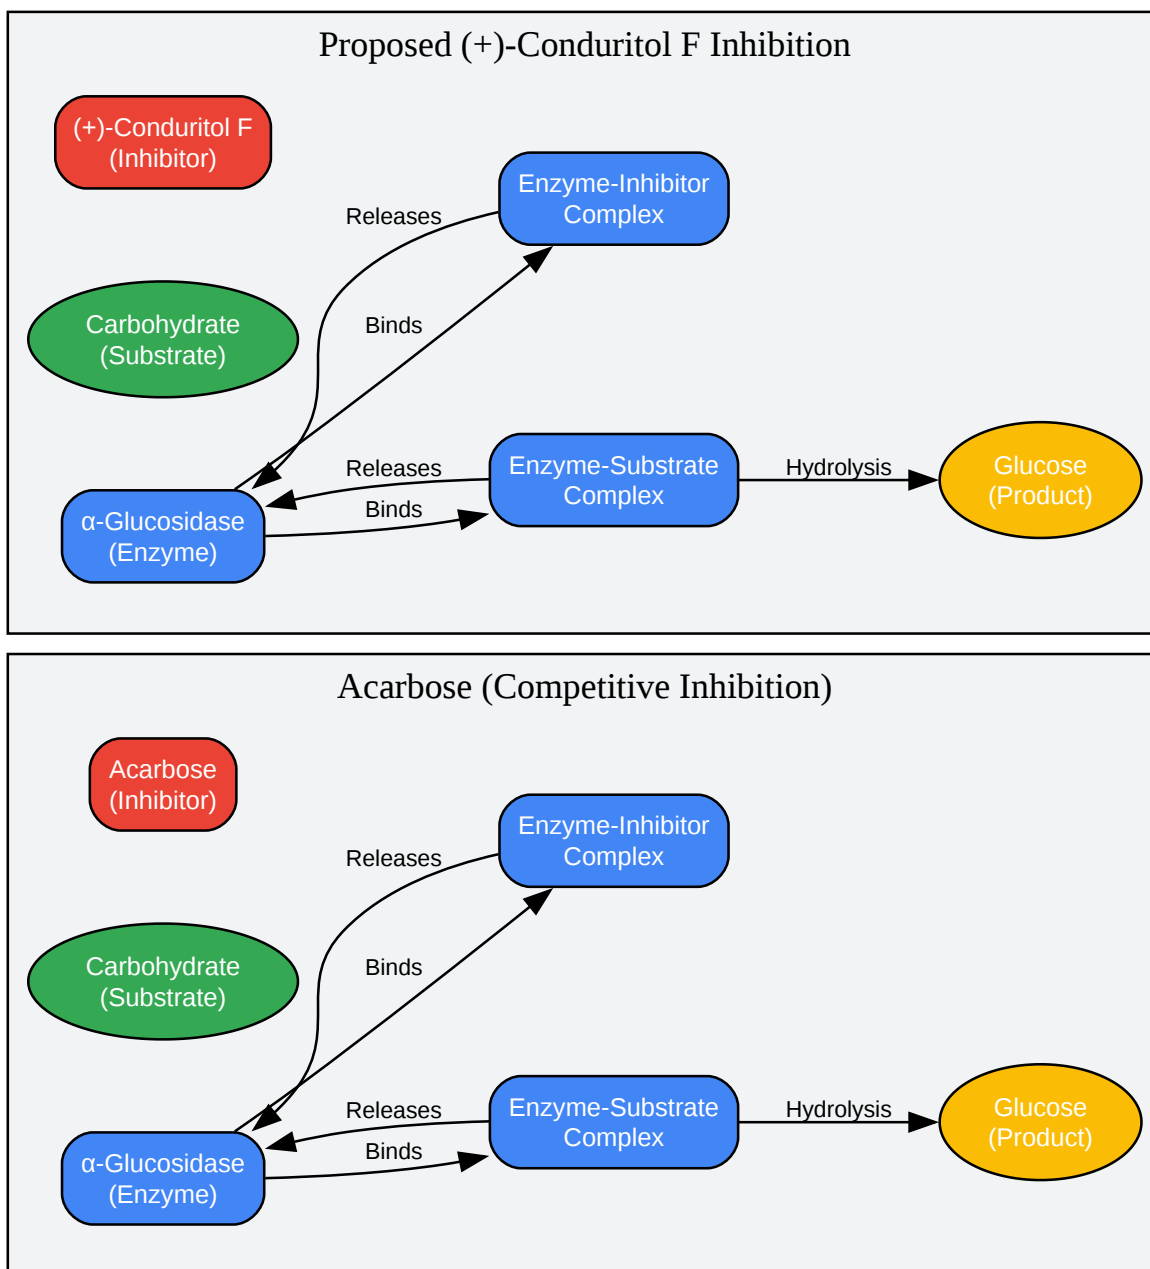 Proposed (+)-Conduritol F Inhibition
(+)-Conduritol F
(Inhibitor)
Enzyme-Inhibitor
Complex
Releases
Carbohydrate
(Substrate)
Binds
Releases
Enzyme-Substrate
Complex
Hydrolysis
Glucose
(Product)
Binds
α-Glucosidase
(Enzyme)
Acarbose (Competitive Inhibition)
Acarbose
(Inhibitor)
Enzyme-Inhibitor
Complex
Releases
Carbohydrate
(Substrate)
Binds
Releases
Enzyme-Substrate
Complex
Hydrolysis
Glucose
(Product)
Binds
α-Glucosidase
(Enzyme)